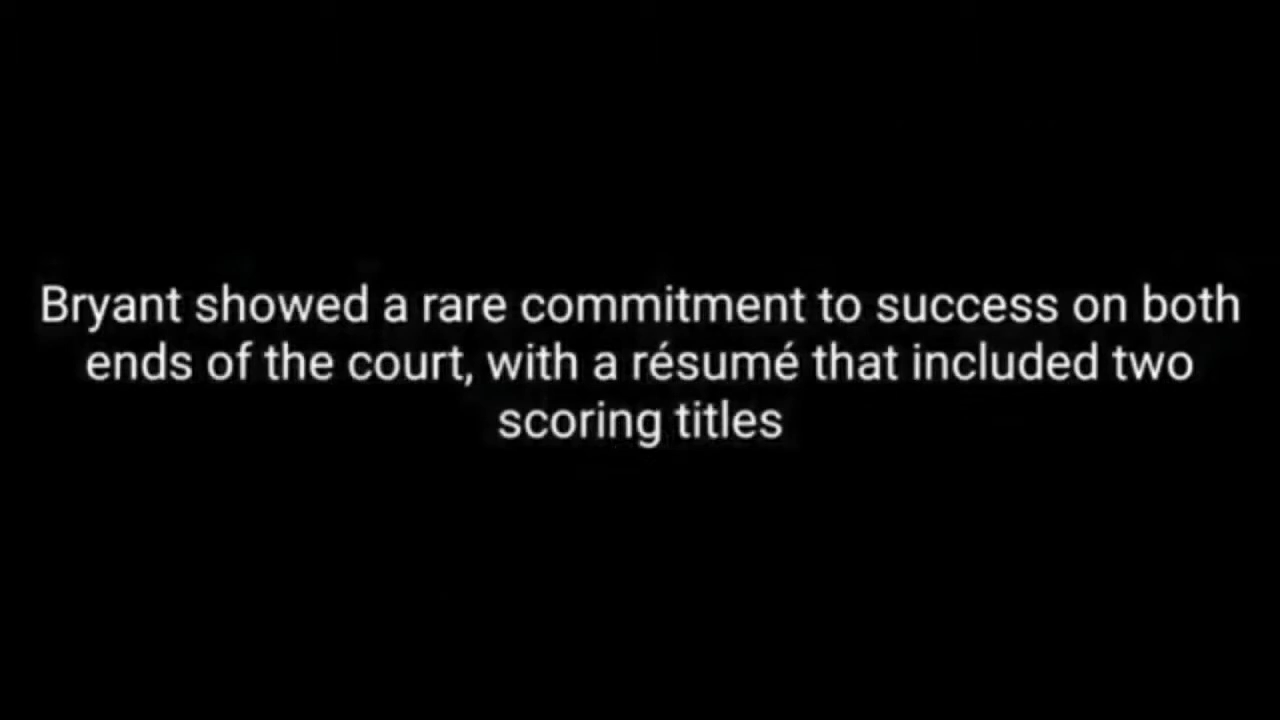 Bryant showed a rare commitment to success on both
ends of the court, with a résumé that included two
scoring titles